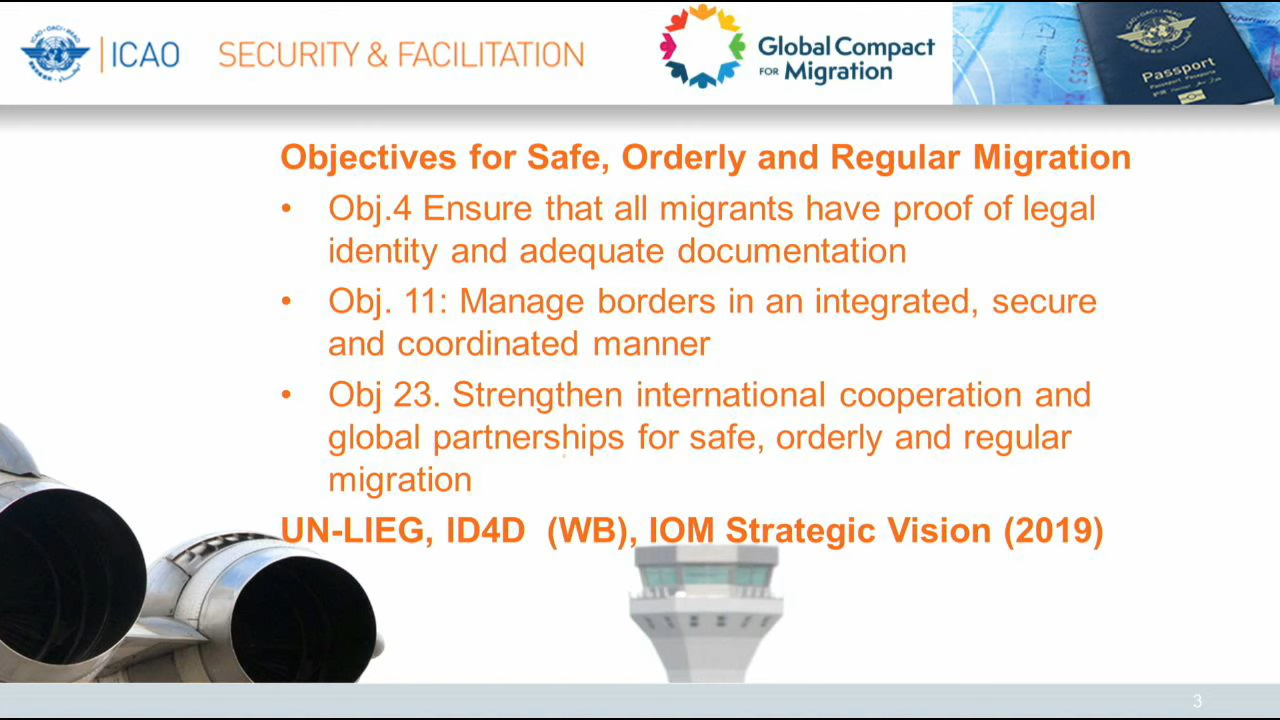 ICAO SECURITY & FACILITATION
Global Compact
FOR Migration
Passport
Objectives for Safe, Orderly and Regular Migration
• Obj.4 Ensure that all migrants have proof of legal
identity and adequate documentation
• Obj. 11: Manage borders in an integrated, secure
and coordinated manner
• Obj 23. Strengthen international cooperation and
global partnerships for safe, orderly and regular
migration
UN-LIEG, ID4D (WB), IOM Strategic Vision (2019)
3